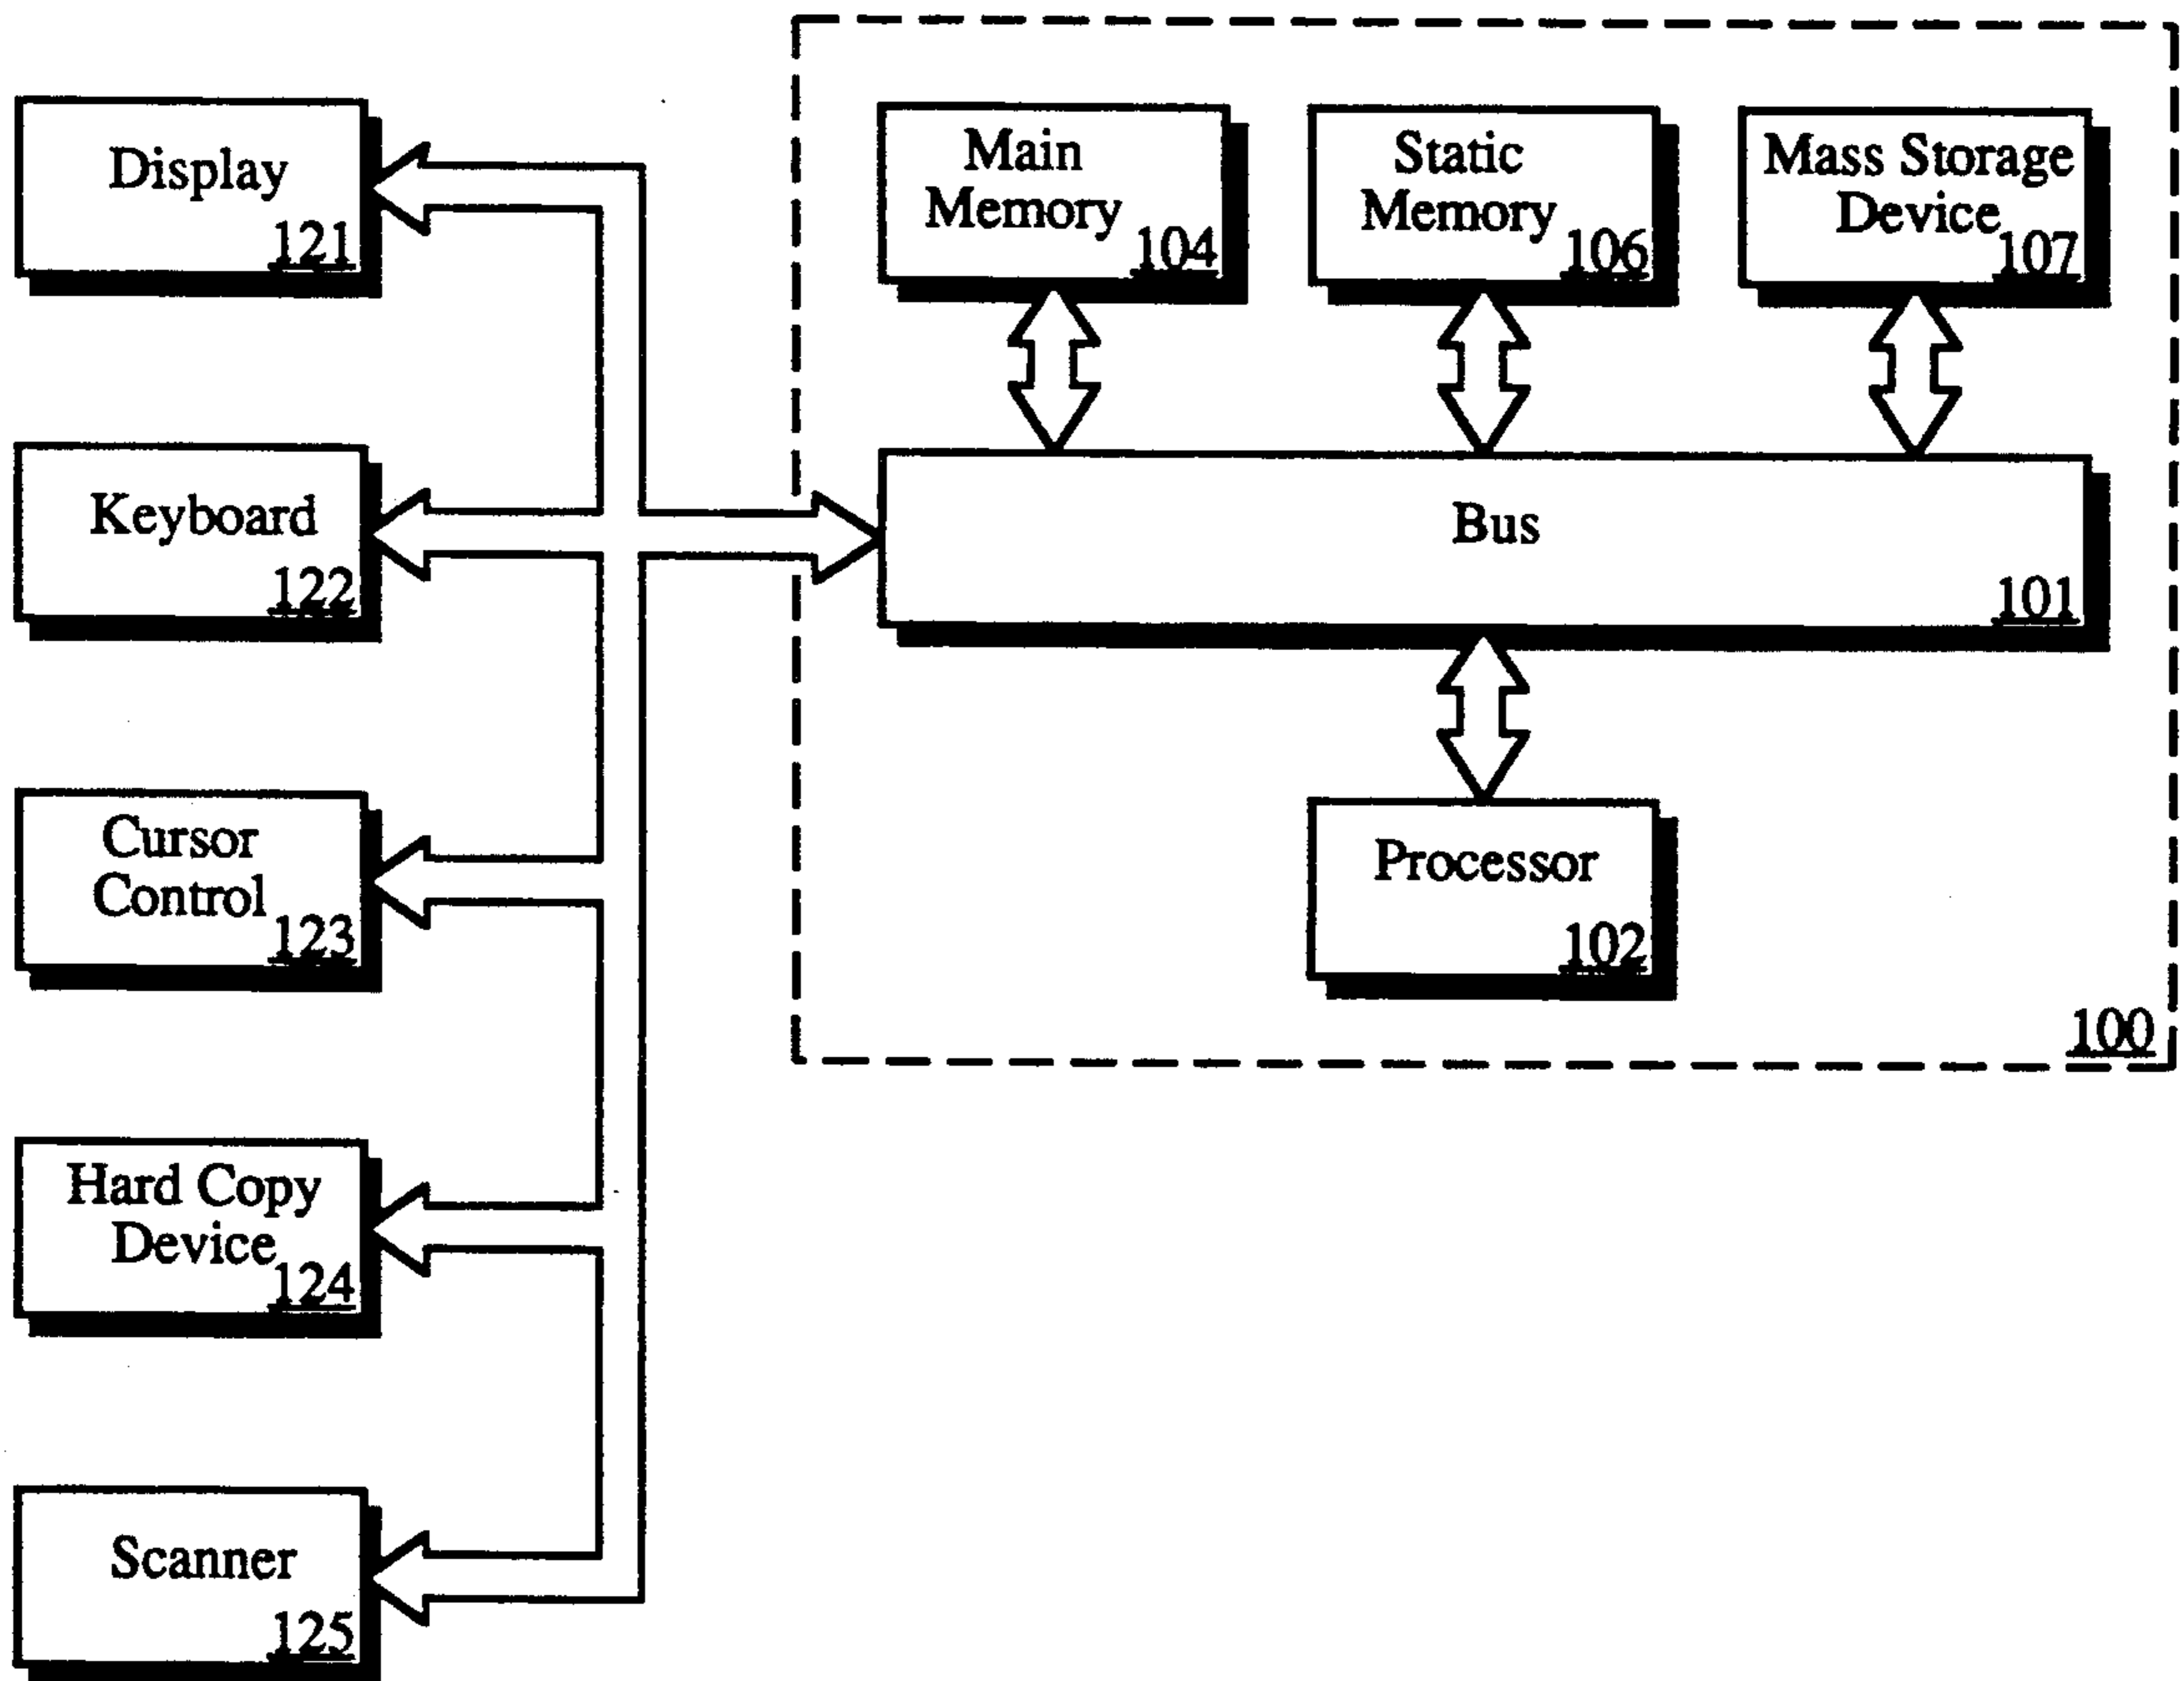 Display
121
Keyboard
122
Cursor
Control
123
Hard Copy
Device
124
Scanner
125
Main
Memory
104
Static
Memory
106
Mass Storage
Device
107
Bus
101
Processor
102
100